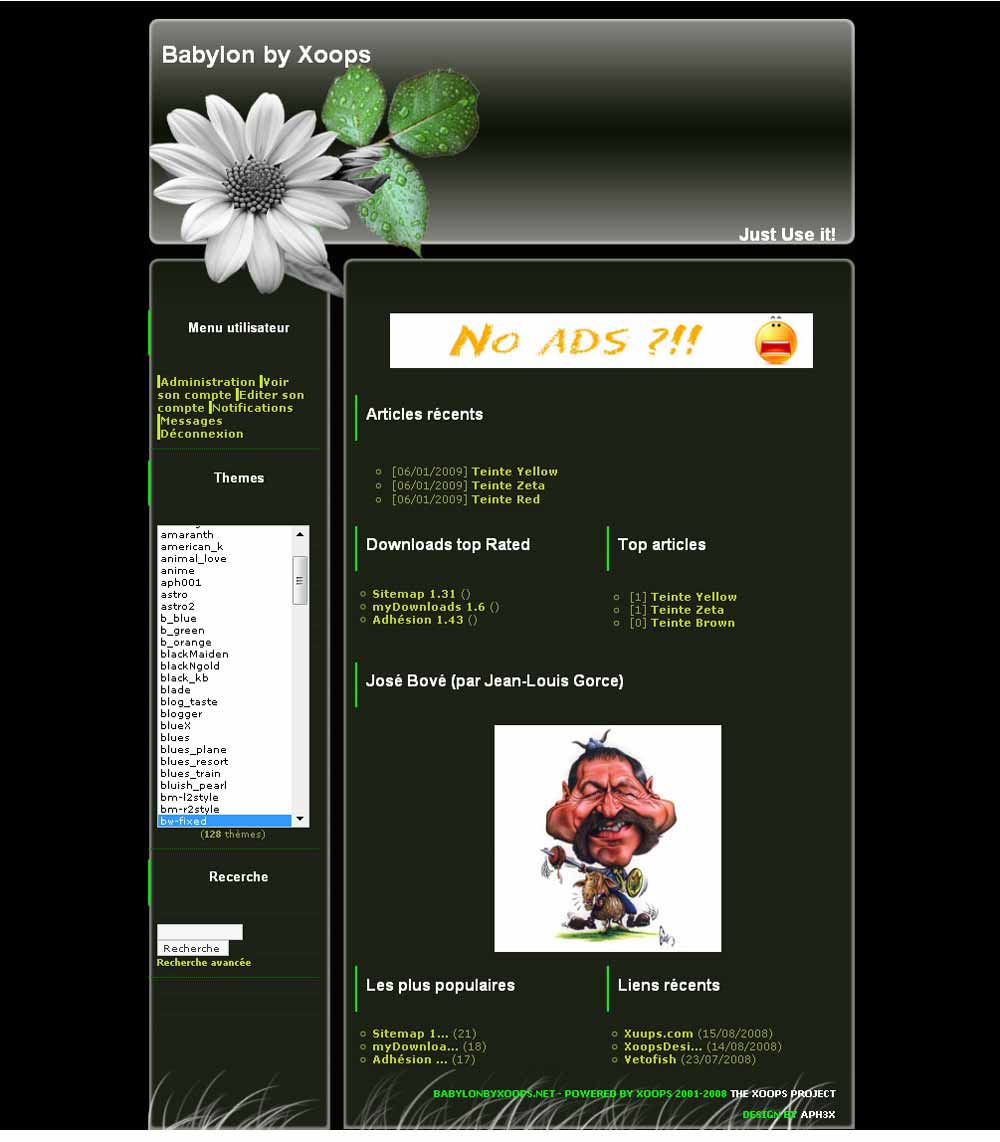 Babylon by Xoops
Just Use it!
Menu utilisateur
Administration Voir
son compte Editer son
compte Notifications
Messages
Déconnexion
Themes
amaranth
american_k
animal_love
anime
aph001
astro
astro2
b_blue
b_green
b_orange
blackMaiden
blackNgold
black_kb
blade
blog_taste
blogger
blueX
blues
blues_plane
blues_resort
blues_train
bluish_pearl
bm-l2style
bm-r2style
bw-fixed
(128 thèmes)
Recerche
Recherche
Recherche avancée
No ADS ?!!
Articles récents
[06/01/2009] Teinte Yellow
[06/01/2009] Teinte Zeta
[06/01/2009] Teinte Red
Downloads top Rated
Sitemap 1.31 ()
myDownloads 1.6 ()
Adhésion 1.43 ()
Top articles
[1] Teinte Yellow
[1] Teinte Zeta
[0] Teinte Brown
José Bové (par Jean-Louis Gorce)
Les plus populaires
Sitemap 1... (21)
myDownloa... (18)
Adhésion ... (17)
Liens récents
Xuups.com (15/08/2008)
XoopsDesi... (14/08/2008)
Vetofish (23/07/2008)
BABYLONBYXOOPS.NET - POWERED BY XOOPS 2001-2008 THE XOOPS PROJECT
DESIGN BY APH3X